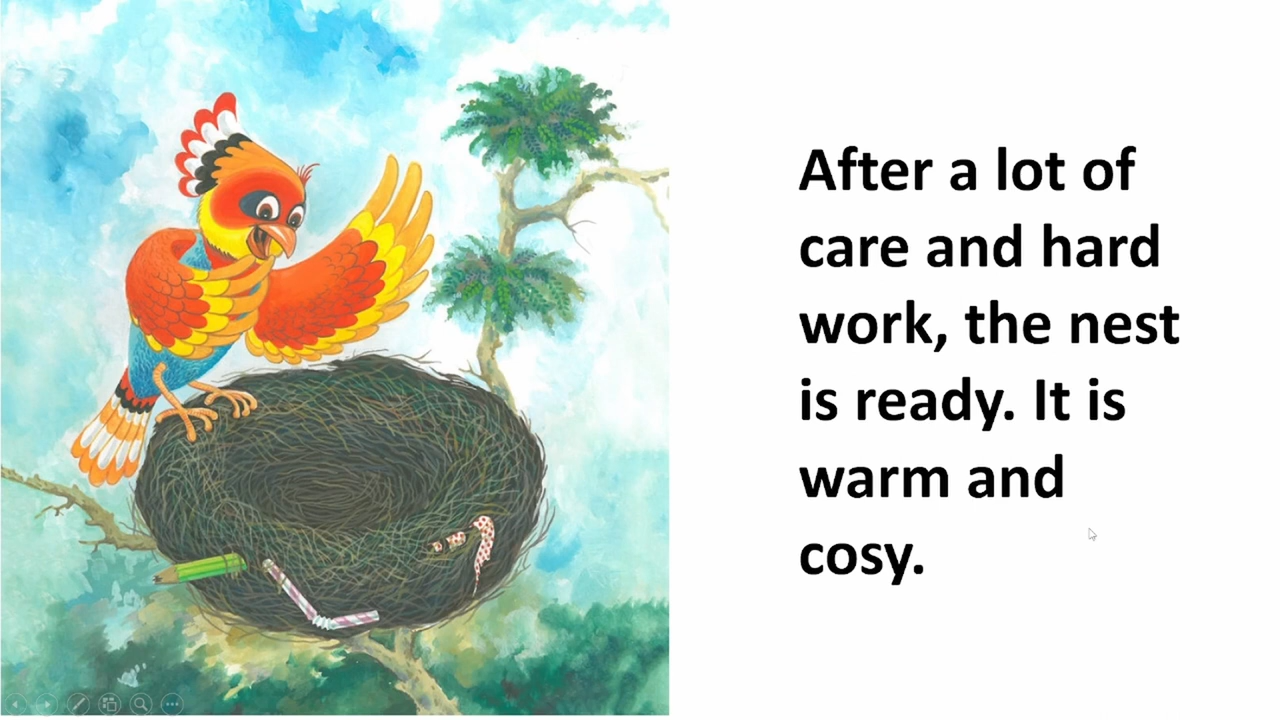 After a lot of
care and hard
work, the nest
is ready. It is
warm and
cosy.